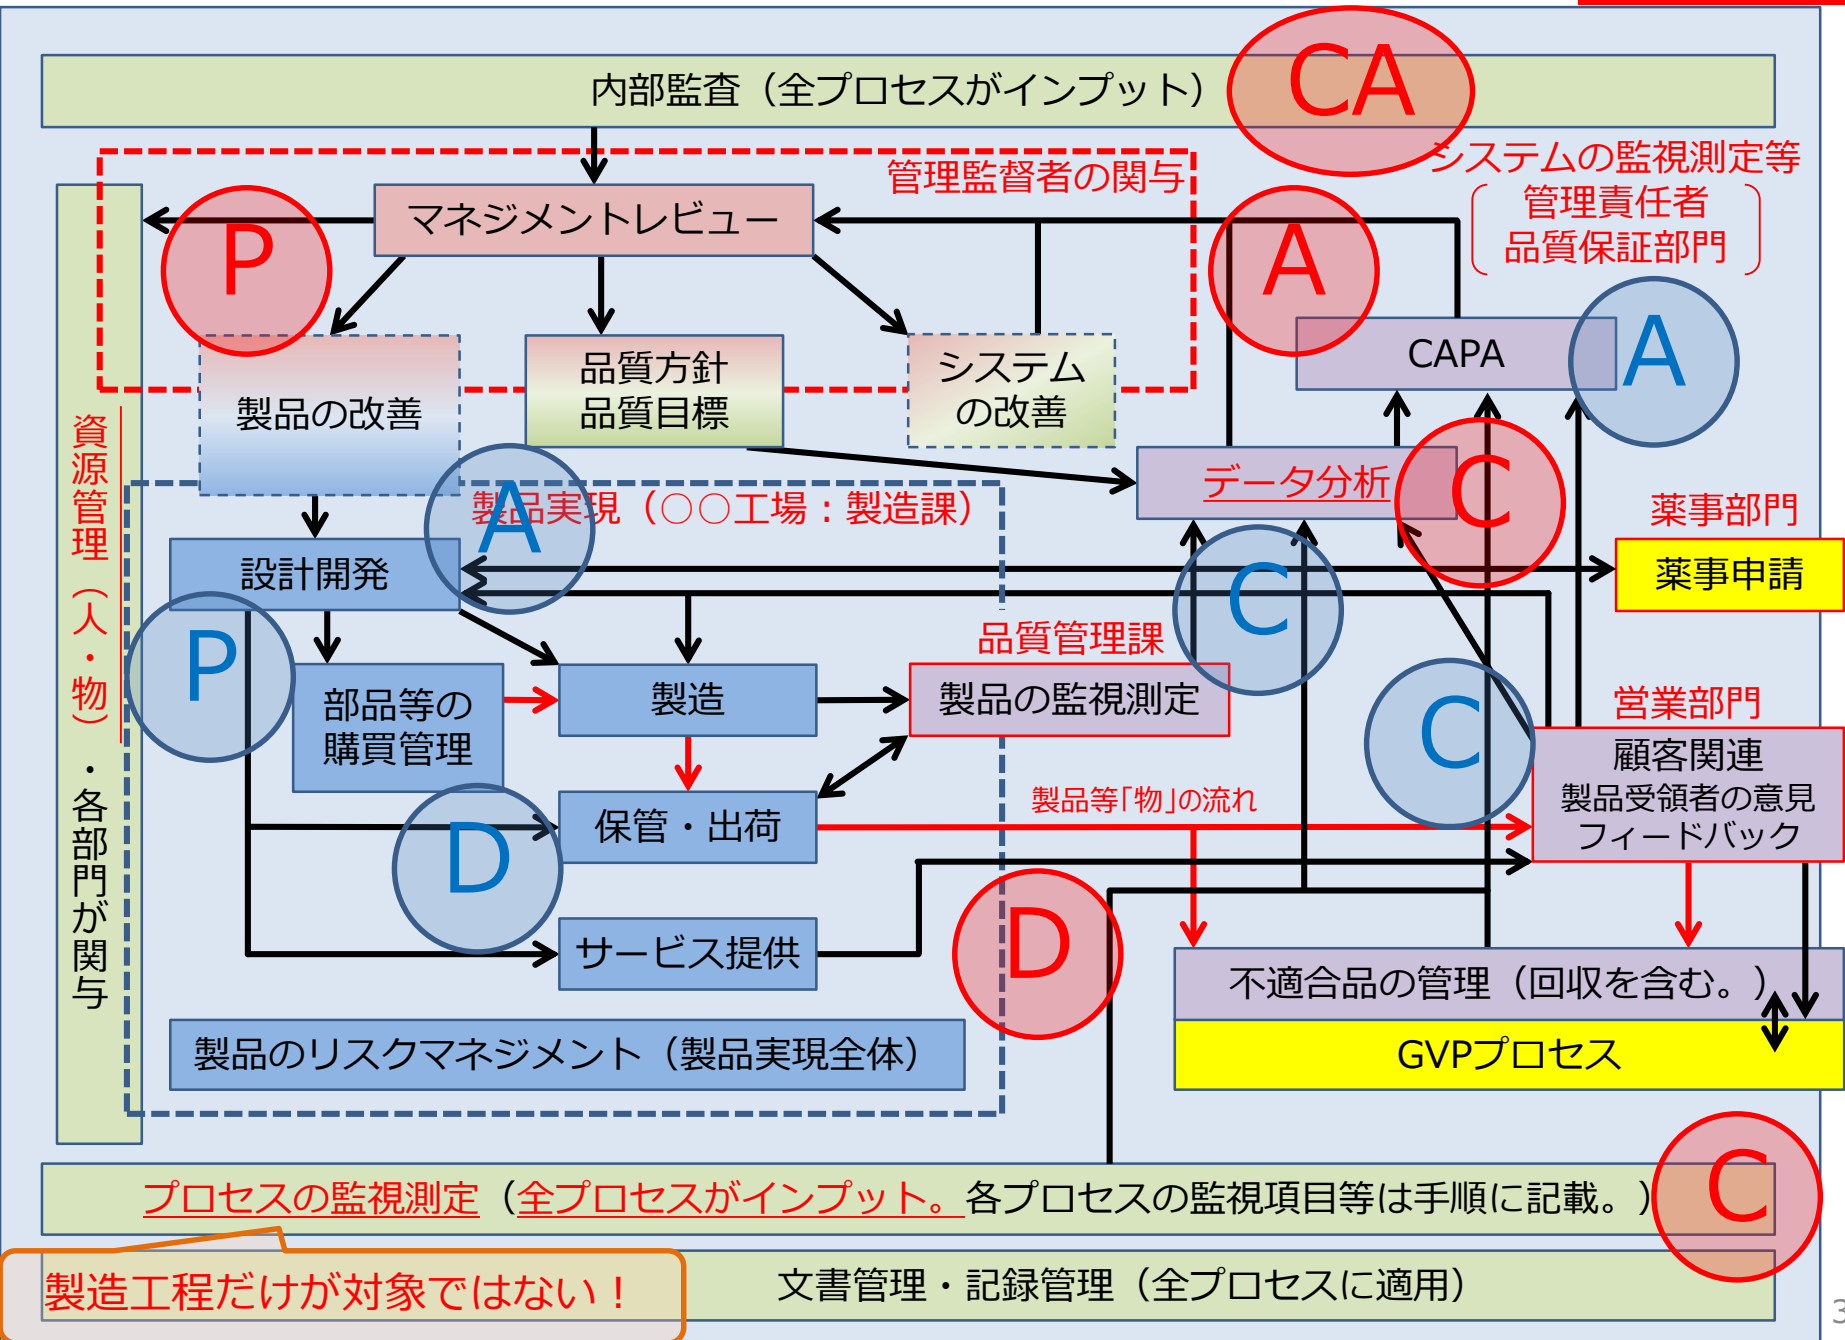 内部監査（全プロセスがインプット）
CA
管理監督者の関与
システムの監視測定等
管理責任者
品質保証部門
P
マネジメントレビュー
A
A
CAPA
製品の改善
品質方針
品質目標
システム
の改善
データ分析
C
資源管理（人・物）・各部門が関与
製品実現（○○工場：製造課）
A
薬事部門
薬事申請
設計開発
C
P
品質管理課
部品等の
購買管理
製造
製品の監視測定
C
営業部門
顧客関連
製品受領者の意見
フィードバック
製品等「物」の流れ
保管・出荷
D
D
サービス提供
不適合品の管理（回収を含む。）
GVPプロセス
製品のリスクマネジメント（製品実現全体）
プロセスの監視測定（全プロセスがインプット。各プロセスの監視項目等は手順に記載。）
C
製造工程だけが対象ではない！
文書管理・記録管理（全プロセスに適用）